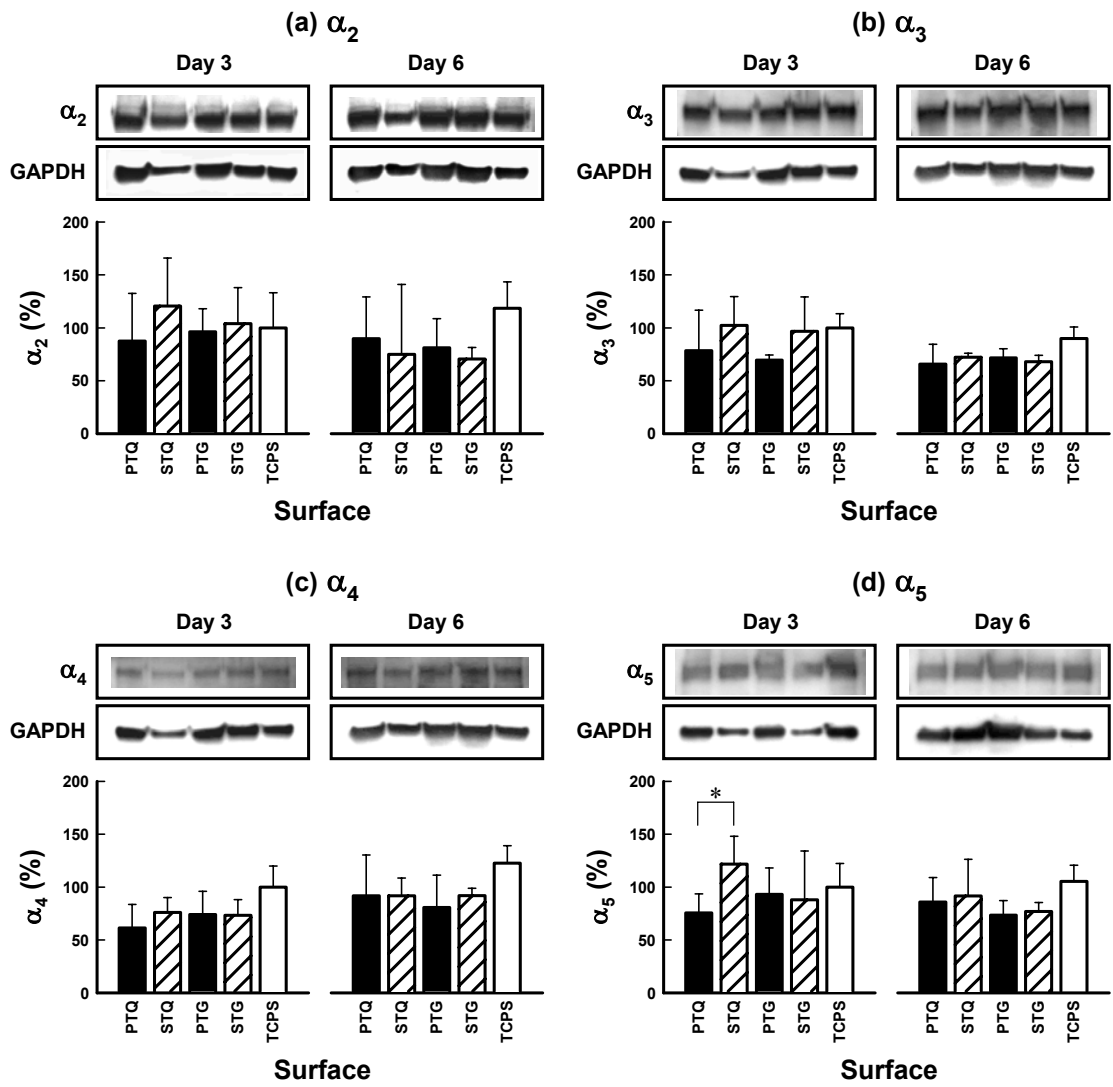 (a) α2
Day 3 Day 6
α2
GAPDH
200
150
100
50
0
α2 (%)
PTQ STQ PTG STG TCPS PTQ STQ PTG STG TCPS
Surface
(b) α3
Day 3 Day 6
α3
GAPDH
200
150
100
50
0
α3 (%)
PTQ STQ PTG STG TCPS PTQ STQ PTG STG TCPS
Surface
(c) α4
Day 3 Day 6
α4
GAPDH
200
150
100
50
0
α4 (%)
PTQ STQ PTG STG TCPS PTQ STQ PTG STG TCPS
Surface
(d) α5
Day 3 Day 6
α5
GAPDH
200
150
100
50
0
α5 (%)
*
PTQ STQ PTG STG TCPS PTQ STQ PTG STG TCPS
Surface